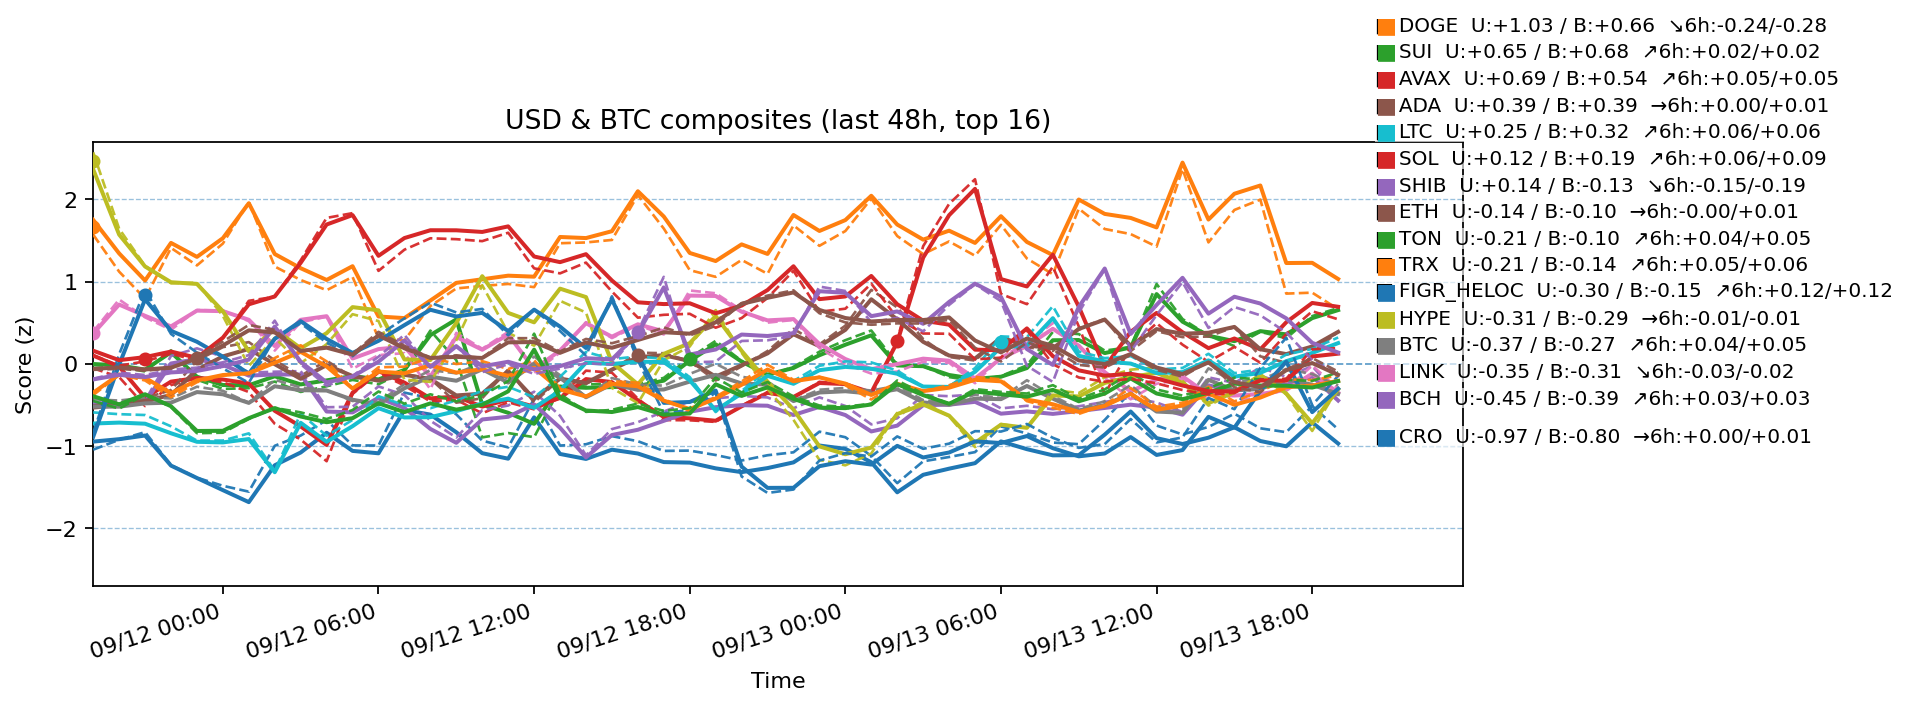 DOGE  U:+1.03 / B:+0.66  ↘6h:-0.24/-0.28
SUI  U:+0.65 / B:+0.68  ↗6h:+0.02/+0.02
AVAX  U:+0.69 / B:+0.54  ↗6h:+0.05/+0.05
ADA  U:+0.39 / B:+0.39  →6h:+0.00/+0.01
LTC  U:+0.25 / B:+0.32  ↗6h:+0.06/+0.06
SOL  U:+0.12 / B:+0.19  ↗6h:+0.06/+0.09
SHIB  U:+0.14 / B:-0.13  ↘6h:-0.15/-0.19
ETH  U:-0.14 / B:-0.10  →6h:-0.00/+0.01
TON  U:-0.21 / B:-0.10  ↗6h:+0.04/+0.05
TRX  U:-0.21 / B:-0.14  ↗6h:+0.05/+0.06
FIGR_HELOC  U:-0.30 / B:-0.15  ↗6h:+0.12/+0.12
HYPE  U:-0.31 / B:-0.29  →6h:-0.01/-0.01
BTC  U:-0.37 / B:-0.27  ↗6h:+0.04/+0.05
LINK  U:-0.35 / B:-0.31  ↘6h:-0.03/-0.02
BCH  U:-0.45 / B:-0.39  ↗6h:+0.03/+0.03
CRO  U:-0.97 / B:-0.80  →6h:+0.00/+0.01
USD & BTC composites (last 48h, top 16)
Score (z)
2
1
0
−1
−2
09/12 00:00
09/12 06:00
09/12 12:00
09/12 18:00
09/13 00:00
09/13 06:00
09/13 12:00
09/13 18:00
Time